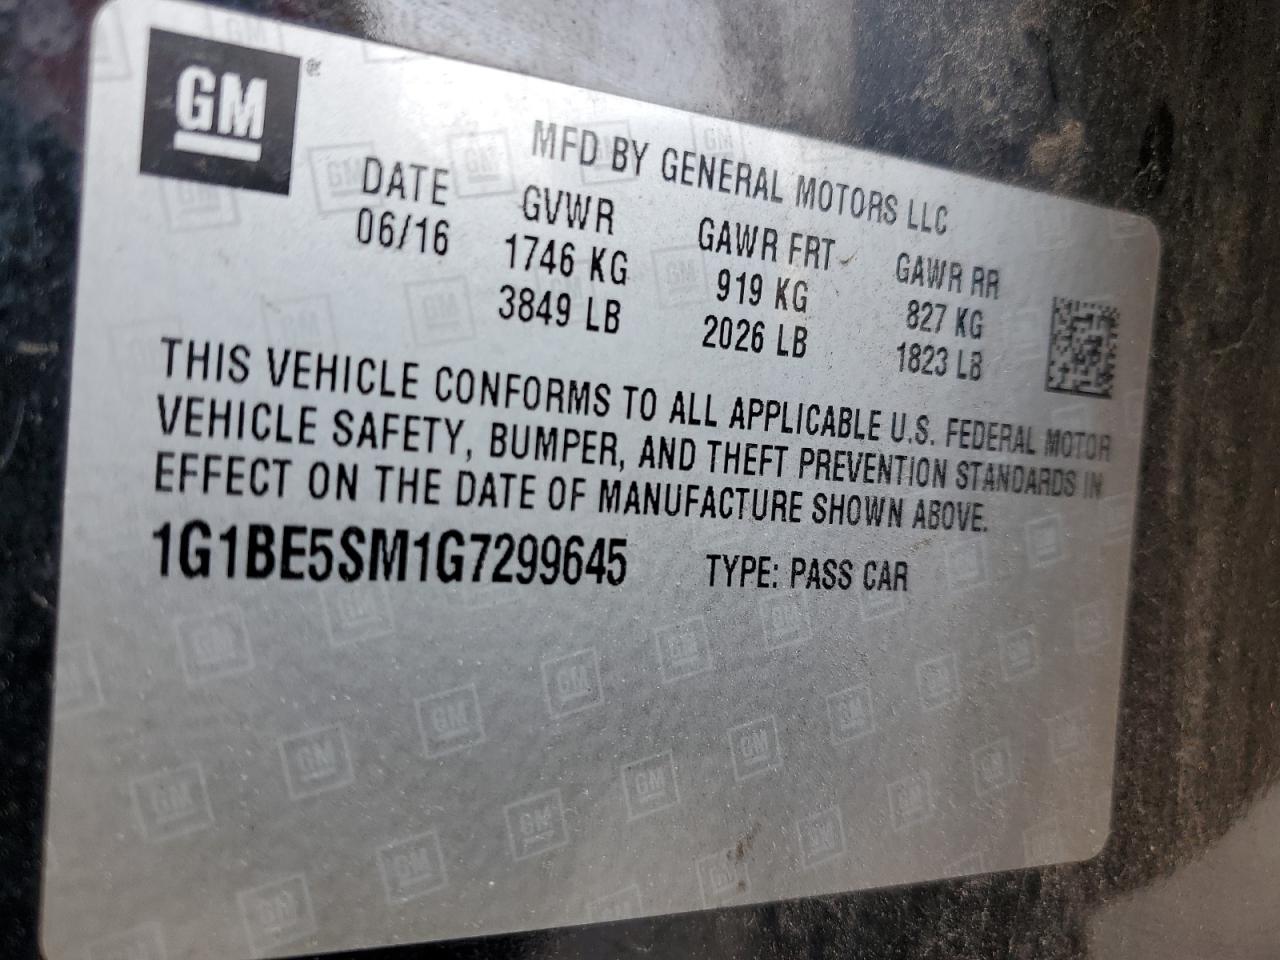 GM
MFD BY GENERAL MOTORS LLC
DATE GVWR GAWR FRT GAWR RR
06/16 1746 KG 919 KG 827 KG
3849 LB 2026 LB 1823 LB
THIS VEHICLE CONFORMS TO ALL APPLICABLE U.S. FEDERAL MOTOR
VEHICLE SAFETY, BUMPER, AND THEFT PREVENTION STANDARDS IN
EFFECT ON THE DATE OF MANUFACTURE SHOWN ABOVE.
1G1BE5SM1G7299645 TYPE: PASS CAR